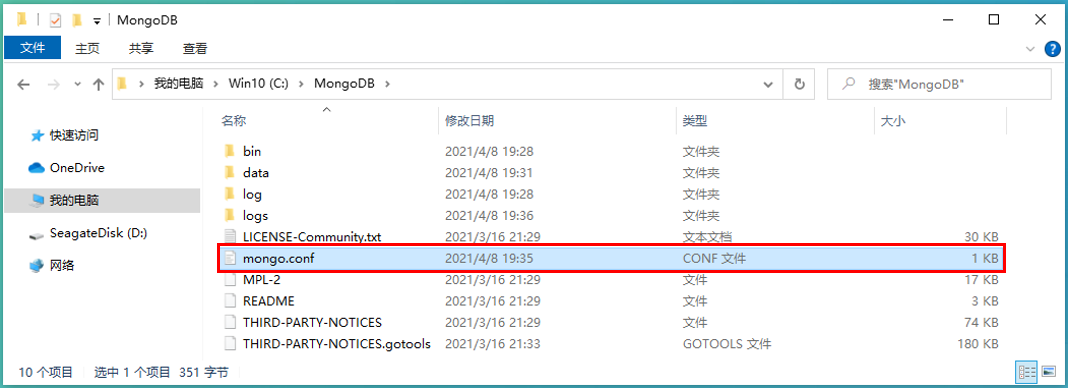 MongoDB
文件 主页 共享 查看
我的电脑 Win10 (C:) MongoDB 搜索"MongoDB"
名称 修改日期 类型 大小
快速访问
OneDrive
我的电脑
SeagateDisk (D:)
网络
bin 2021/4/8 19:28 文件夹
data 2021/4/8 19:31 文件夹
log 2021/4/8 19:28 文件夹
logs 2021/4/8 19:36 文件夹
LICENSE-Community.txt 2021/3/16 21:29 文本文档 30 KB
mongo.conf 2021/4/8 19:35 CONF 文件 1 KB
MPL-2 2021/3/16 21:29 文件 17 KB
README 2021/3/16 21:29 文件 3 KB
THIRD-PARTY-NOTICES 2021/3/16 21:29 文件 74 KB
THIRD-PARTY-NOTICES.gotools 2021/3/16 21:33 GOTOOLS 文件 180 KB
10 个项目 选中 1 个项目 351 字节